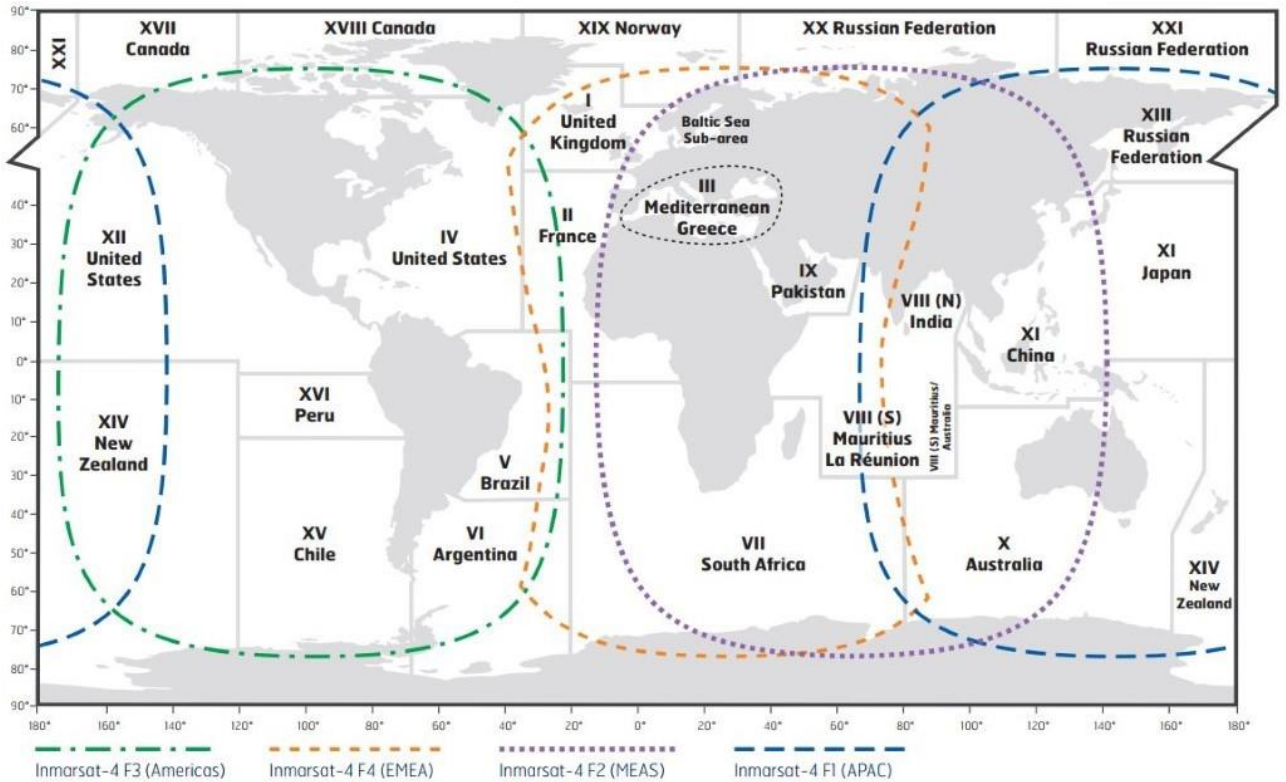 90°
80°
70°
60°
50°
40°
30°
20°
10°
0°
10°
20°
30°
40°
50°
60°
70°
80°
90°
XXI
XVII
Canada
XVIII Canada
XIX Norway
XX Russian Federation
XXI
Russian Federation
I
United
Kingdom
Baltic Sea
Sub-area
XIII
Russian
Federation
III
Mediterranean
Greece
II
France
XII
United
States
IV
United States
IX
Pakistan
VIII (N)
India
XI
Japan
XI
China
XVI
Peru
XIV
New
Zealand
VIII (S)
Mauritius
La Réunion
VIII (S) Mauritius/
Australia
V
Brazil
XV
Chile
VI
Argentina
VII
South Africa
X
Australia
XIV
New
Zealand
180° 160° 140° 120° 100° 80° 60° 40° 20° 0° 20° 40° 60° 80° 100° 120° 140° 160° 180°
Inmarsat-4 F3 (Americas) Inmarsat-4 F4 (EMEA) Inmarsat-4 F2 (MEAS) Inmarsat-4 F1 (APAC)